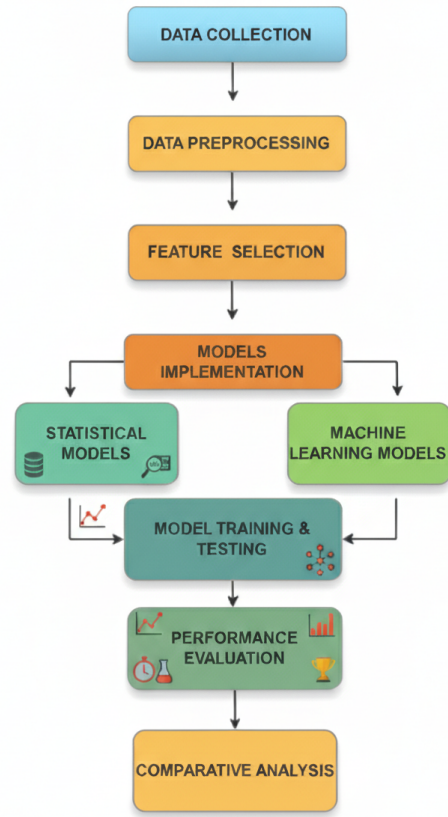 DATA COLLECTION
DATA PREPROCESSING
FEATURE SELECTION
MODELS
IMPLEMENTATION
STATISTICAL
MODELS
MACHINE
LEARNING MODELS
MODEL TRAINING &
TESTING
PERFORMANCE
EVALUATION
COMPARATIVE ANALYSIS